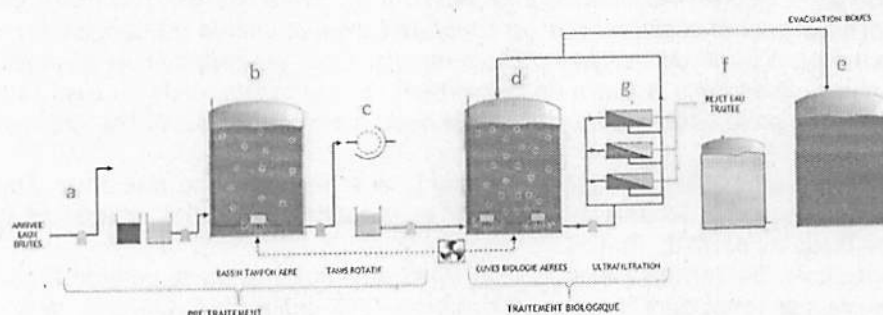 EVACUATION BOUES
b
d
e
f
g
c
a
REJET EAU
TRAITEE
ARRIVEE
EAUX
BRUTES
BASSIN TAMPON AERE
TAMIS ROTATIF
CUVES BIOLOGIE AEREES
ULTRAFILTRATION
PRE TRAITEMENT
TRAITEMENT BIOLOGIQUE